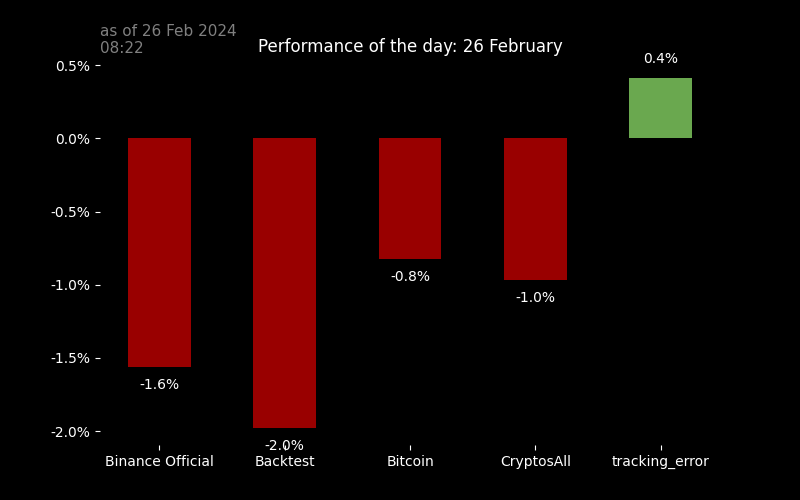 as of 26 Feb 2024
08:22
Performance of the day: 26 February
0.5%
0.0%
-0.5%
-1.0%
-1.5%
-2.0%
0.4%
-0.8%
-1.0%
-1.6%
-2.0%
Binance Official
Backtest
Bitcoin
CryptosAll
tracking_error